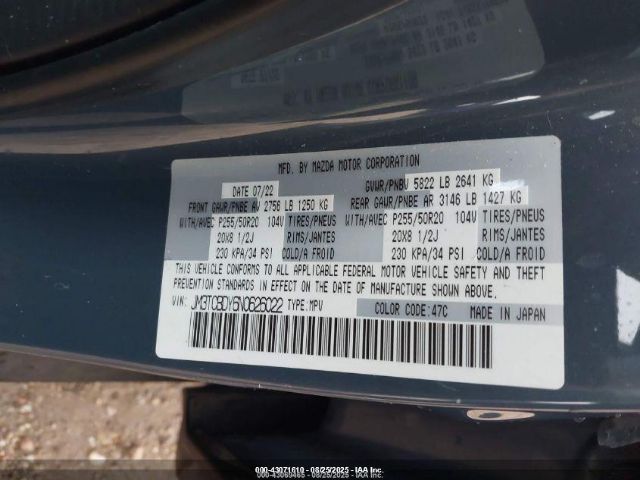 MFD. BY MAZDA MOTOR CORPORATION
DATE 07/22
GVWR/PNBV 5822 LB 2641 KG
FRONT GAWR/PNBE AV 2756 LB 1250 KG
REAR GAWR/PNBE AR 3146 LB 1427 KG
WITH/AVEC P255/50R20 104V TIRES/PNEUS
WITH/AVEC P255/50R20 104V TIRES/PNEUS
20X8 1/2J RIMS/JANTES
20X8 1/2J RIMS/JANTES
230 KPA/34 PSI COLD/A FROID
230 KPA/34 PSI COLD/A FROID
THIS VEHICLE CONFORMS TO ALL APPLICABLE FEDERAL MOTOR VEHICLE SAFETY AND THEFT
PREVENTION STANDARDS IN EFFECT ON THE DATE OF MANUFACTURE SHOWN ABOVE.
VIN: JM3TCBDY6N0626022 TYPE:MPV
COLOR CODE:47C MADE IN JAPAN
000-43071610 - 08/25/2025 - IAA Inc.